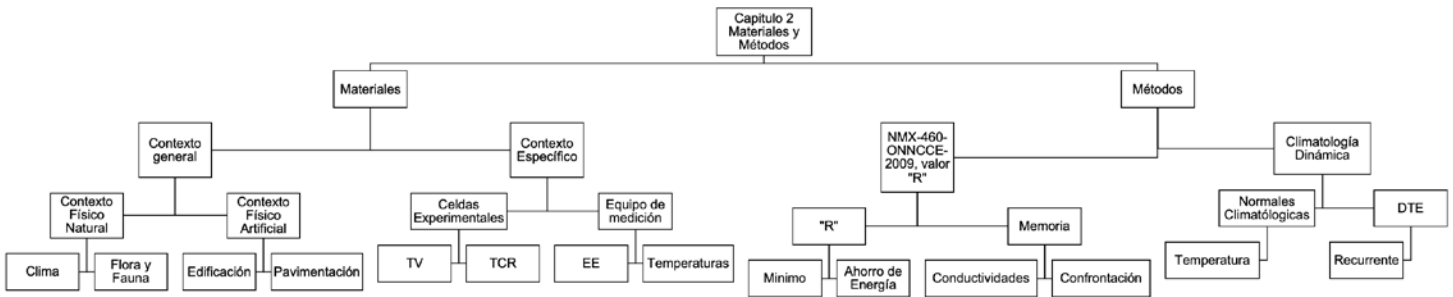 Capitulo 2
Materiales y
Métodos
Materiales
Métodos
Contexto
general
Contexto
Específico
NMX-460-
ONNCCE-
2009, valor
"R"
Climatología
Dinámica
Contexto
Físico
Natural
Contexto
Físico
Artificial
Celdas
Experimentales
Equipo de
medición
"R"
Memoria
Normales
Climatólogicas
DTE
Clima
Flora y
Fauna
Edificación
Pavimentación
TV
TCR
EE
Temperaturas
Minimo
Ahorro de
Energía
Conductividades
Confrontación
Temperatura
Recurrente